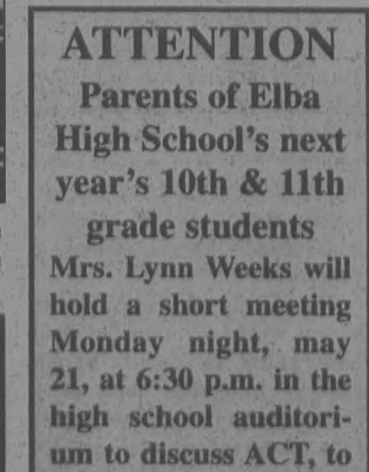 ATTENTION
Parents of Elba
High School's next
year's 10th & 11th
grade students
Mrs. Lynn Weeks will
hold a short meeting
Monday night, may
21, at 6:30 p.m. in the
high school auditori-
um to discuss ACT, to